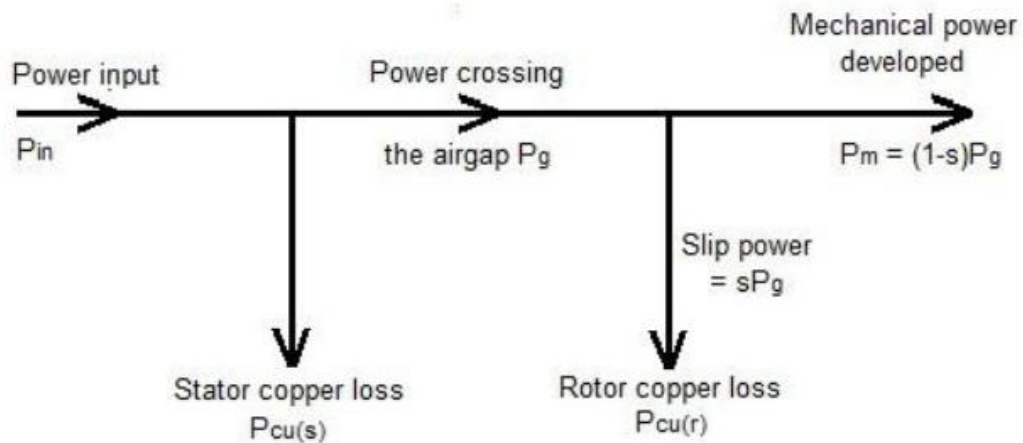 Power input
Pin
Power crossing
the airgap Pg
Mechanical power
developed
Pm = (1-s)Pg
Slip power
= sPg
Stator copper loss
Pcu(s)
Rotor copper loss
Pcu(r)